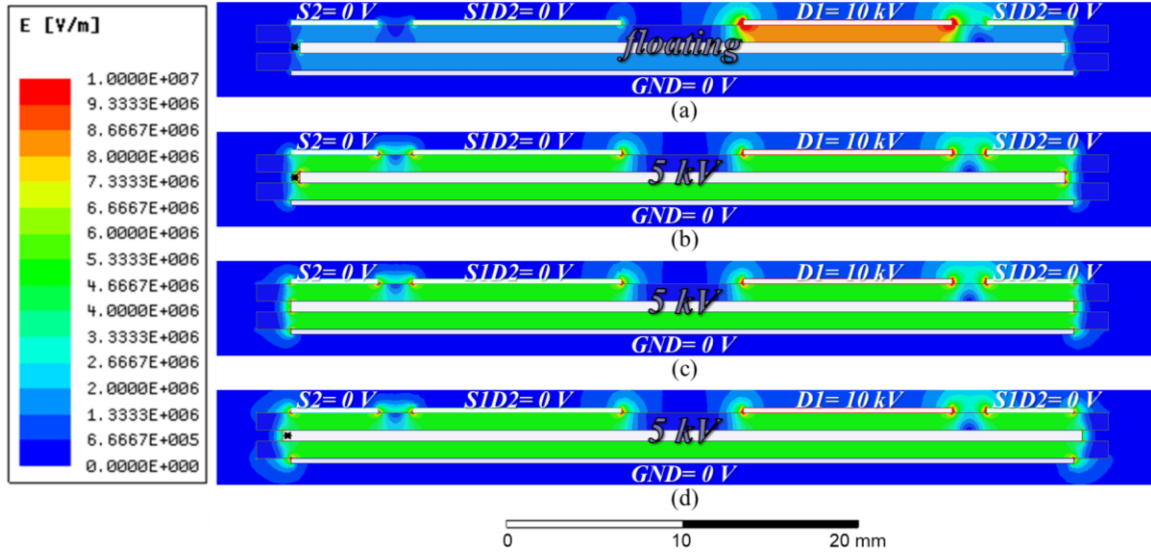 E [V/m]
1.0000E+007
9.3333E+006
8.6667E+006
8.0000E+006
7.3333E+006
6.6667E+006
6.0000E+006
5.3333E+006
4.6667E+006
4.0000E+006
3.3333E+006
2.6667E+006
2.0000E+006
1.3333E+006
6.6667E+005
0.0000E+000
S2= 0 V S1D2= 0 V D1= 10 kV S1D2= 0 V
floating
GND= 0 V
(a)
S2= 0 V S1D2= 0 V D1= 10 kV S1D2= 0 V
5 kV
GND= 0 V
(b)
S2= 0 V S1D2= 0 V D1= 10 kV S1D2= 0 V
5 kV
GND= 0 V
(c)
S2= 0 V S1D2= 0 V D1= 10 kV S1D2= 0 V
5 kV
GND= 0 V
(d)
0 10 20 mm